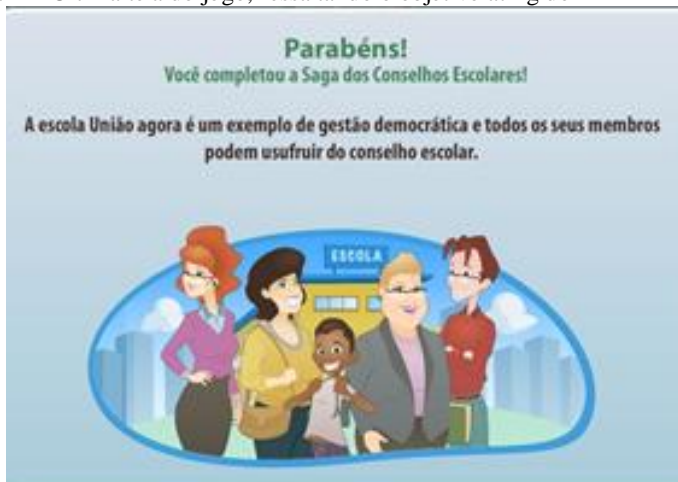 Parabéns!
Você completou a Saga dos Conselhos Escolares!
A escola União agora é um exemplo de gestão democrática e todos os seus membros
podem usufruir do conselho escolar.
ESCOLA